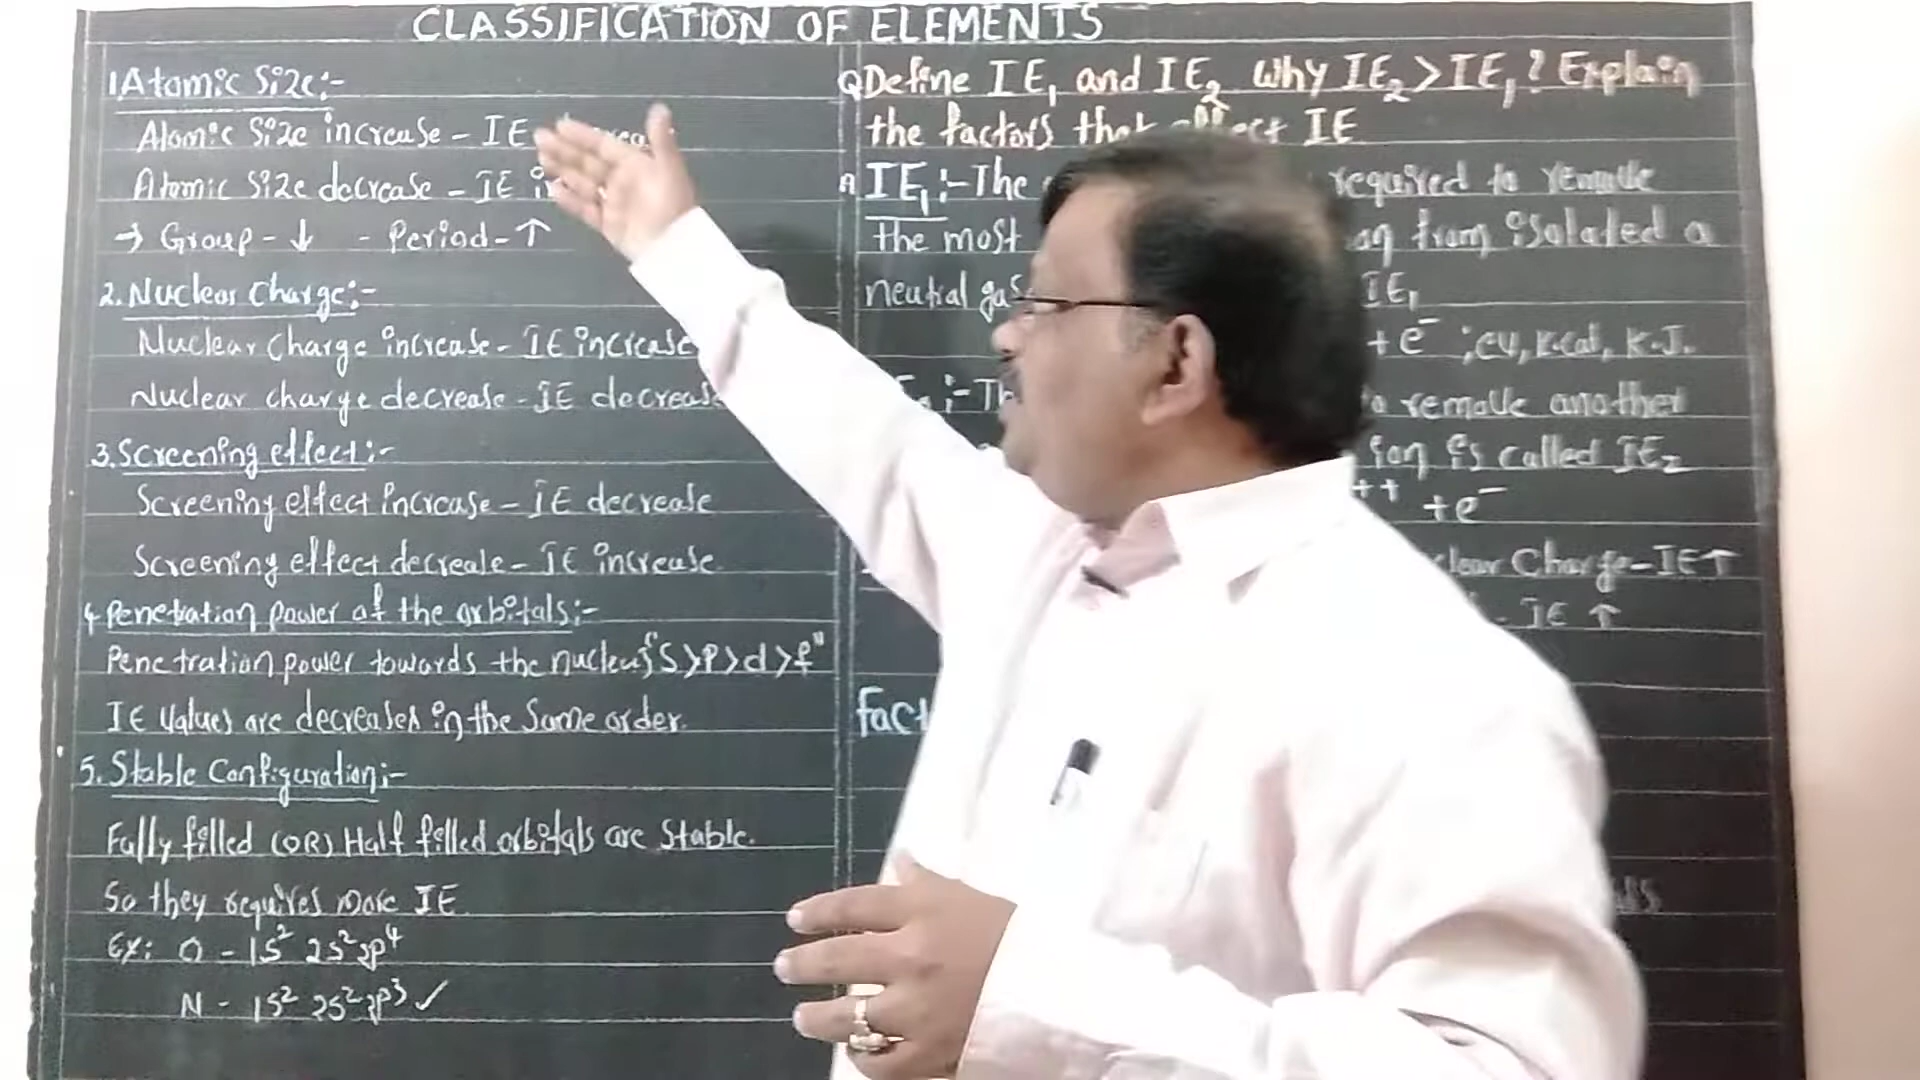 CLASSIFICATION OF ELEMENTS
1. Atomic Size:-
Atomic Size increase - IE
Atomic Size decrease - IE in
→ Group - ↓ - Period - ↑
2. Nuclear Charge:-
Nuclear Charge increase - IE increase
Nuclear charge decrease - IE decrease
3. Screening effect:-
Screening effect increase - IE decrease
Screening effect decrease - IE increase.
4. Penetration power of the orbitals:-
Penetration power towards the nucleus "S>P>d>f"
IE values are decreases in the same order.
5. Stable Configuration:-
Fully filled (OR) Half filled orbitals are stable.
So they requires more IE
Ex: O - 1s² 2s² 2p⁴
N - 1s² 2s² 2p³ ✓
Q Define IE₁ and IE₂ why IE₂ > IE₁? Explain
the factors that affect IE
A IE₁:- The required to remove
the most from isolated a
neutral gas IE₁
+ e⁻ ; eV, K.Cal, K.J.
:- Th remove another
ion is called IE₂
++ + e⁻
Charge - IE ↑
- IE ↑
Fact